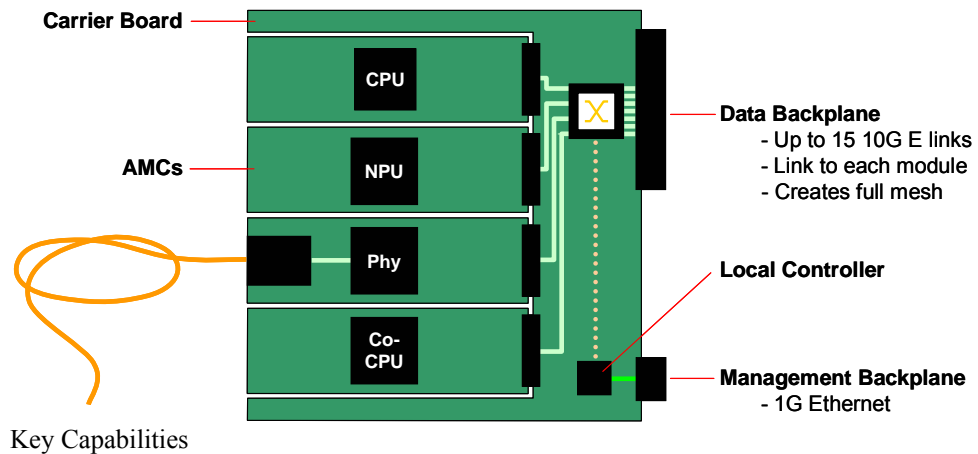 Carrier Board
CPU
Data Backplane
- Up to 15 10G E links
- Link to each module
- Creates full mesh
AMCs
NPU
Phy
Local Controller
Co-
CPU
Management Backplane
- 1G Ethernet
Key Capabilities